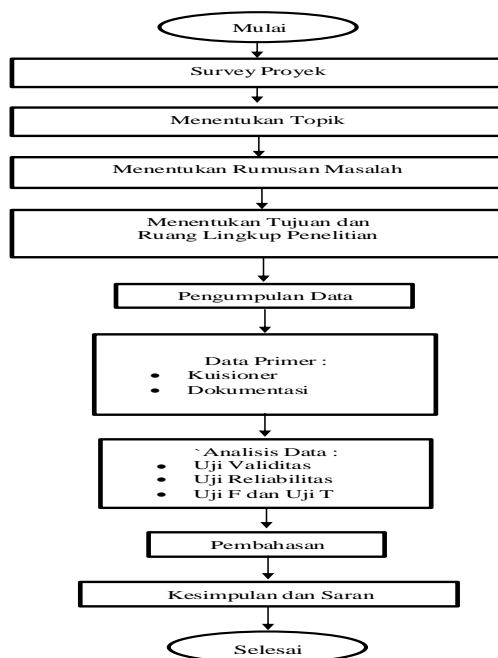 Mulai
Survey Proyek
Menentukan Topik
Menentukan Rumusan Masalah
Menentukan Tujuan dan
Ruang Lingkup Penelitian
Pengumpulan Data
Data Primer :
• Kuisioner
• Dokumentasi
`Analisis Data :
• Uji Validitas
• Uji Reliabilitas
• Uji F dan Uji T
Pembahasan
Kesimpulan dan Saran
Selesai